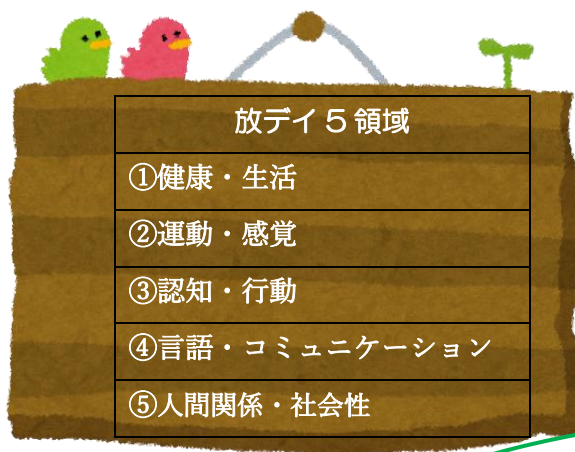 放デイ５領域
①健康・生活
②運動・感覚
③認知・行動
④言語・コミュニケーション
⑤人間関係・社会性